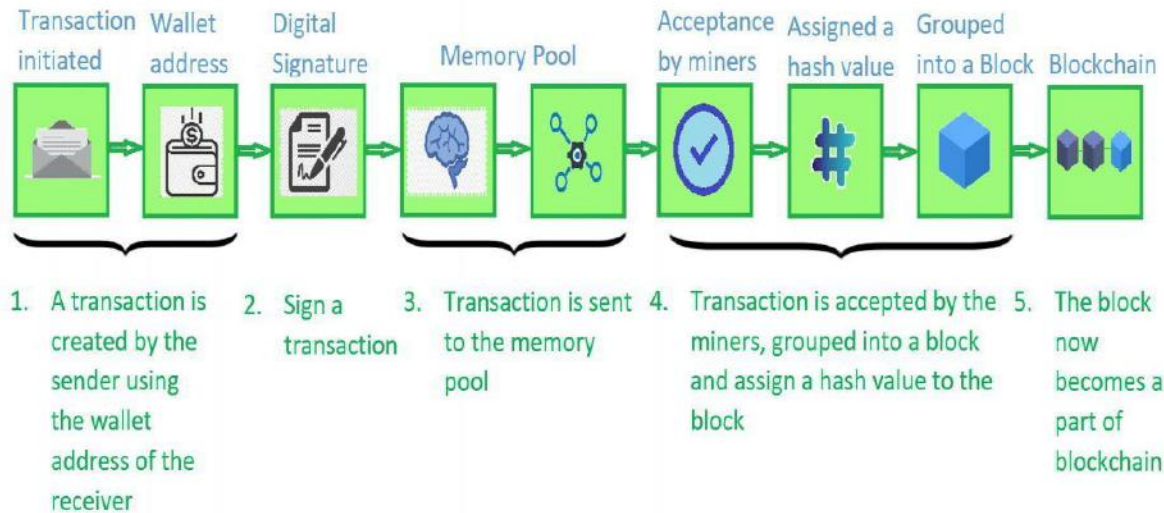 Transaction
initiated
Wallet
address
Digital
Signature
Memory Pool
Acceptance
by miners
Assigned a
hash value
Grouped
into a Block
Blockchain
$
#
1. A transaction is
created by the
sender using
the wallet
address of the
receiver
2. Sign a
transaction
3. Transaction is sent
to the memory
pool
4. Transaction is accepted by the
miners, grouped into a block
and assign a hash value to the
block
5. The block
now
becomes a
part of
blockchain